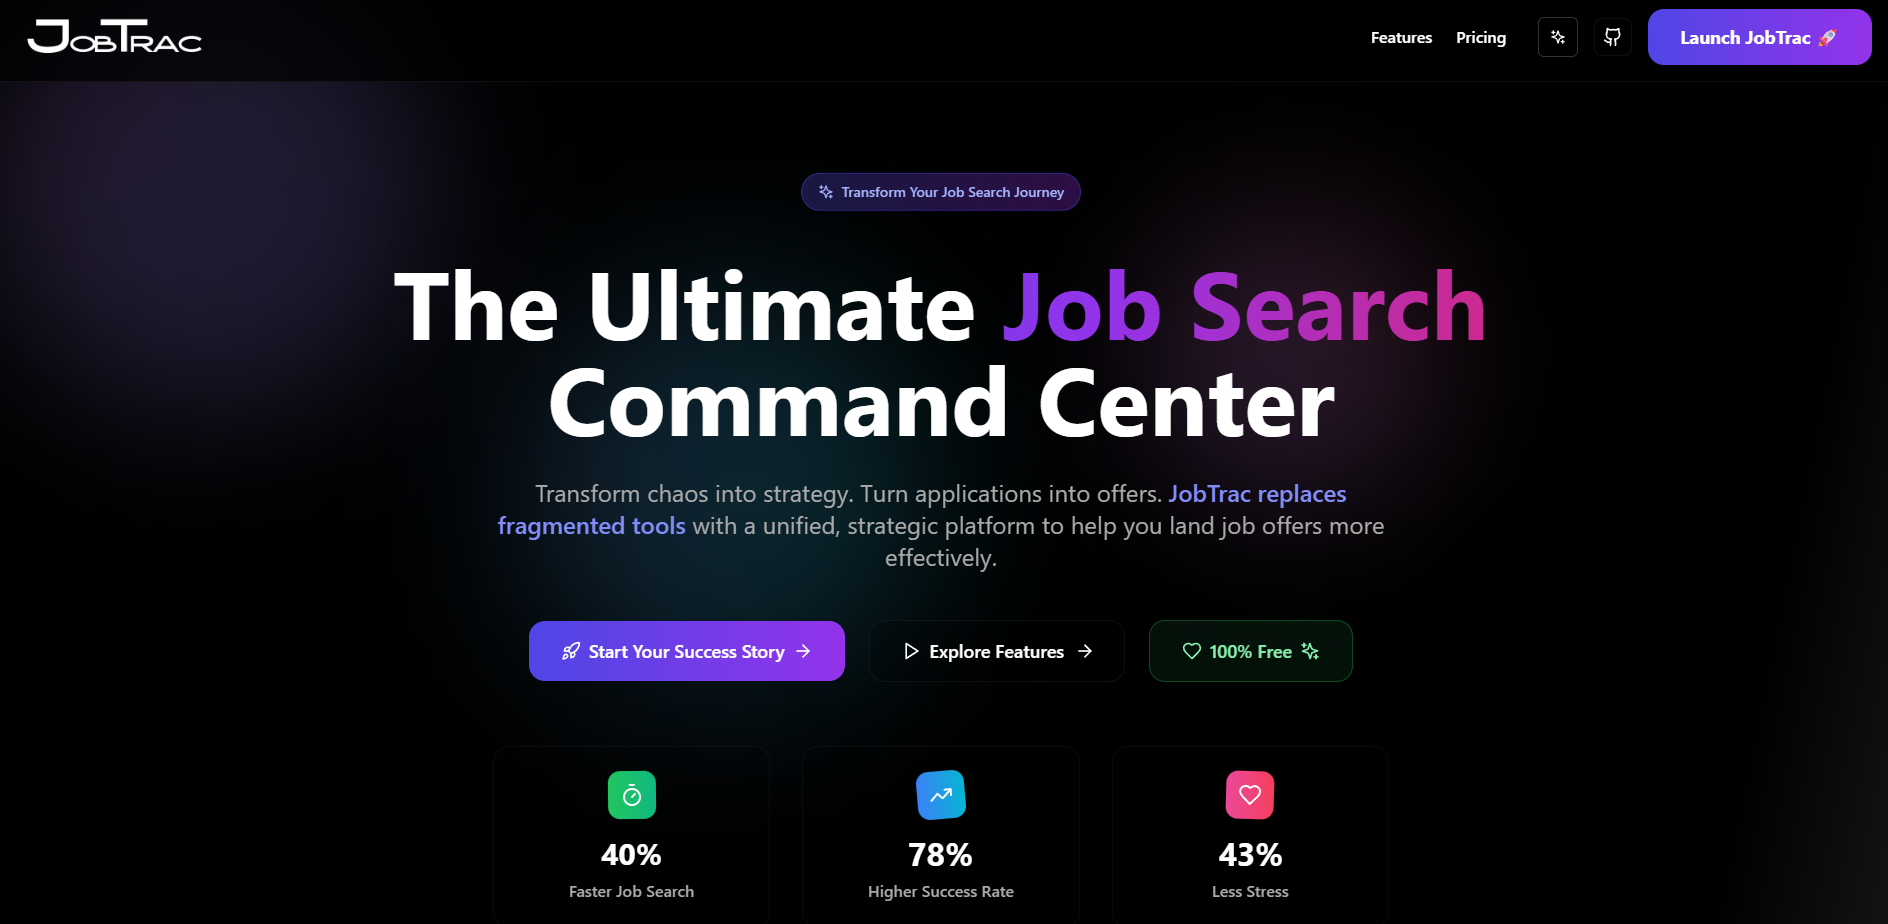 JobTrac
Features
Pricing
Launch JobTrac 🚀
Transform Your Job Search Journey
The Ultimate Job Search
Command Center
Transform chaos into strategy. Turn applications into offers. JobTrac replaces
fragmented tools with a unified, strategic platform to help you land job offers more
effectively.
Start Your Success Story →
Explore Features →
100% Free
40%
Faster Job Search
78%
Higher Success Rate
43%
Less Stress